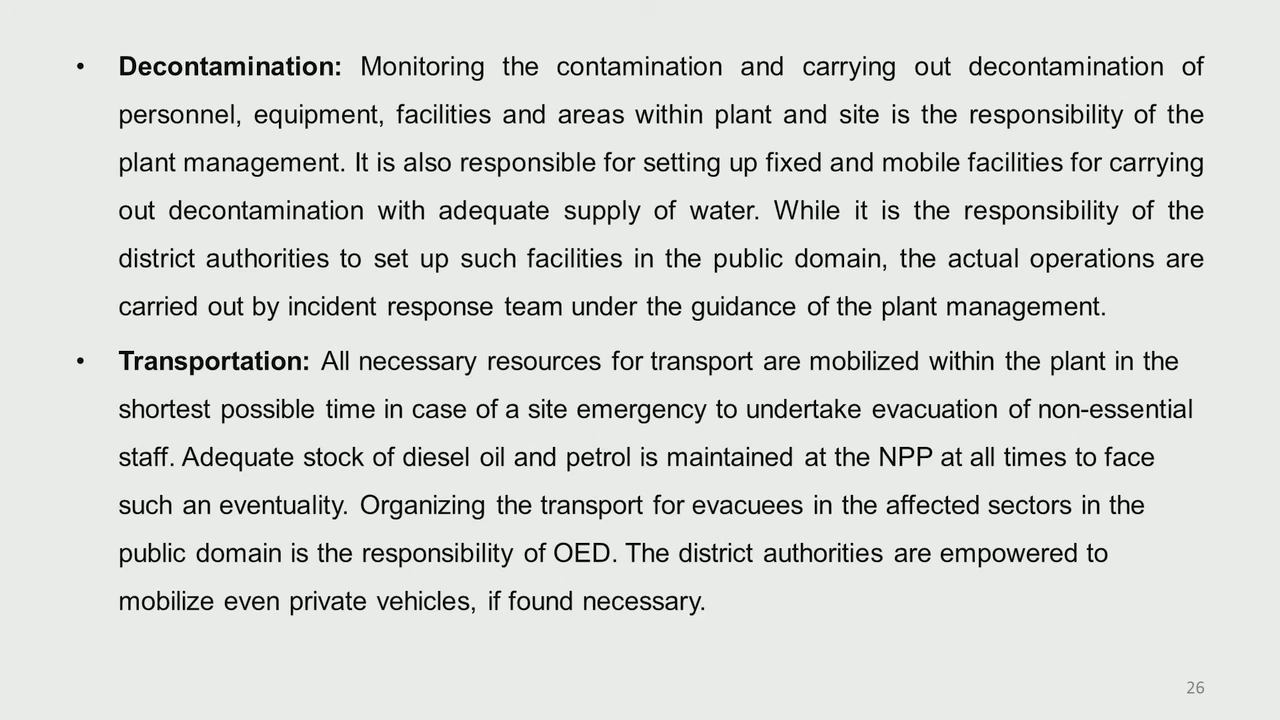 • Decontamination: Monitoring the contamination and carrying out decontamination of
personnel, equipment, facilities and areas within plant and site is the responsibility of the
plant management. It is also responsible for setting up fixed and mobile facilities for carrying
out decontamination with adequate supply of water. While it is the responsibility of the
district authorities to set up such facilities in the public domain, the actual operations are
carried out by incident response team under the guidance of the plant management.
• Transportation: All necessary resources for transport are mobilized within the plant in the
shortest possible time in case of a site emergency to undertake evacuation of non-essential
staff. Adequate stock of diesel oil and petrol is maintained at the NPP at all times to face
such an eventuality. Organizing the transport for evacuees in the affected sectors in the
public domain is the responsibility of OED. The district authorities are empowered to
mobilize even private vehicles, if found necessary.
26